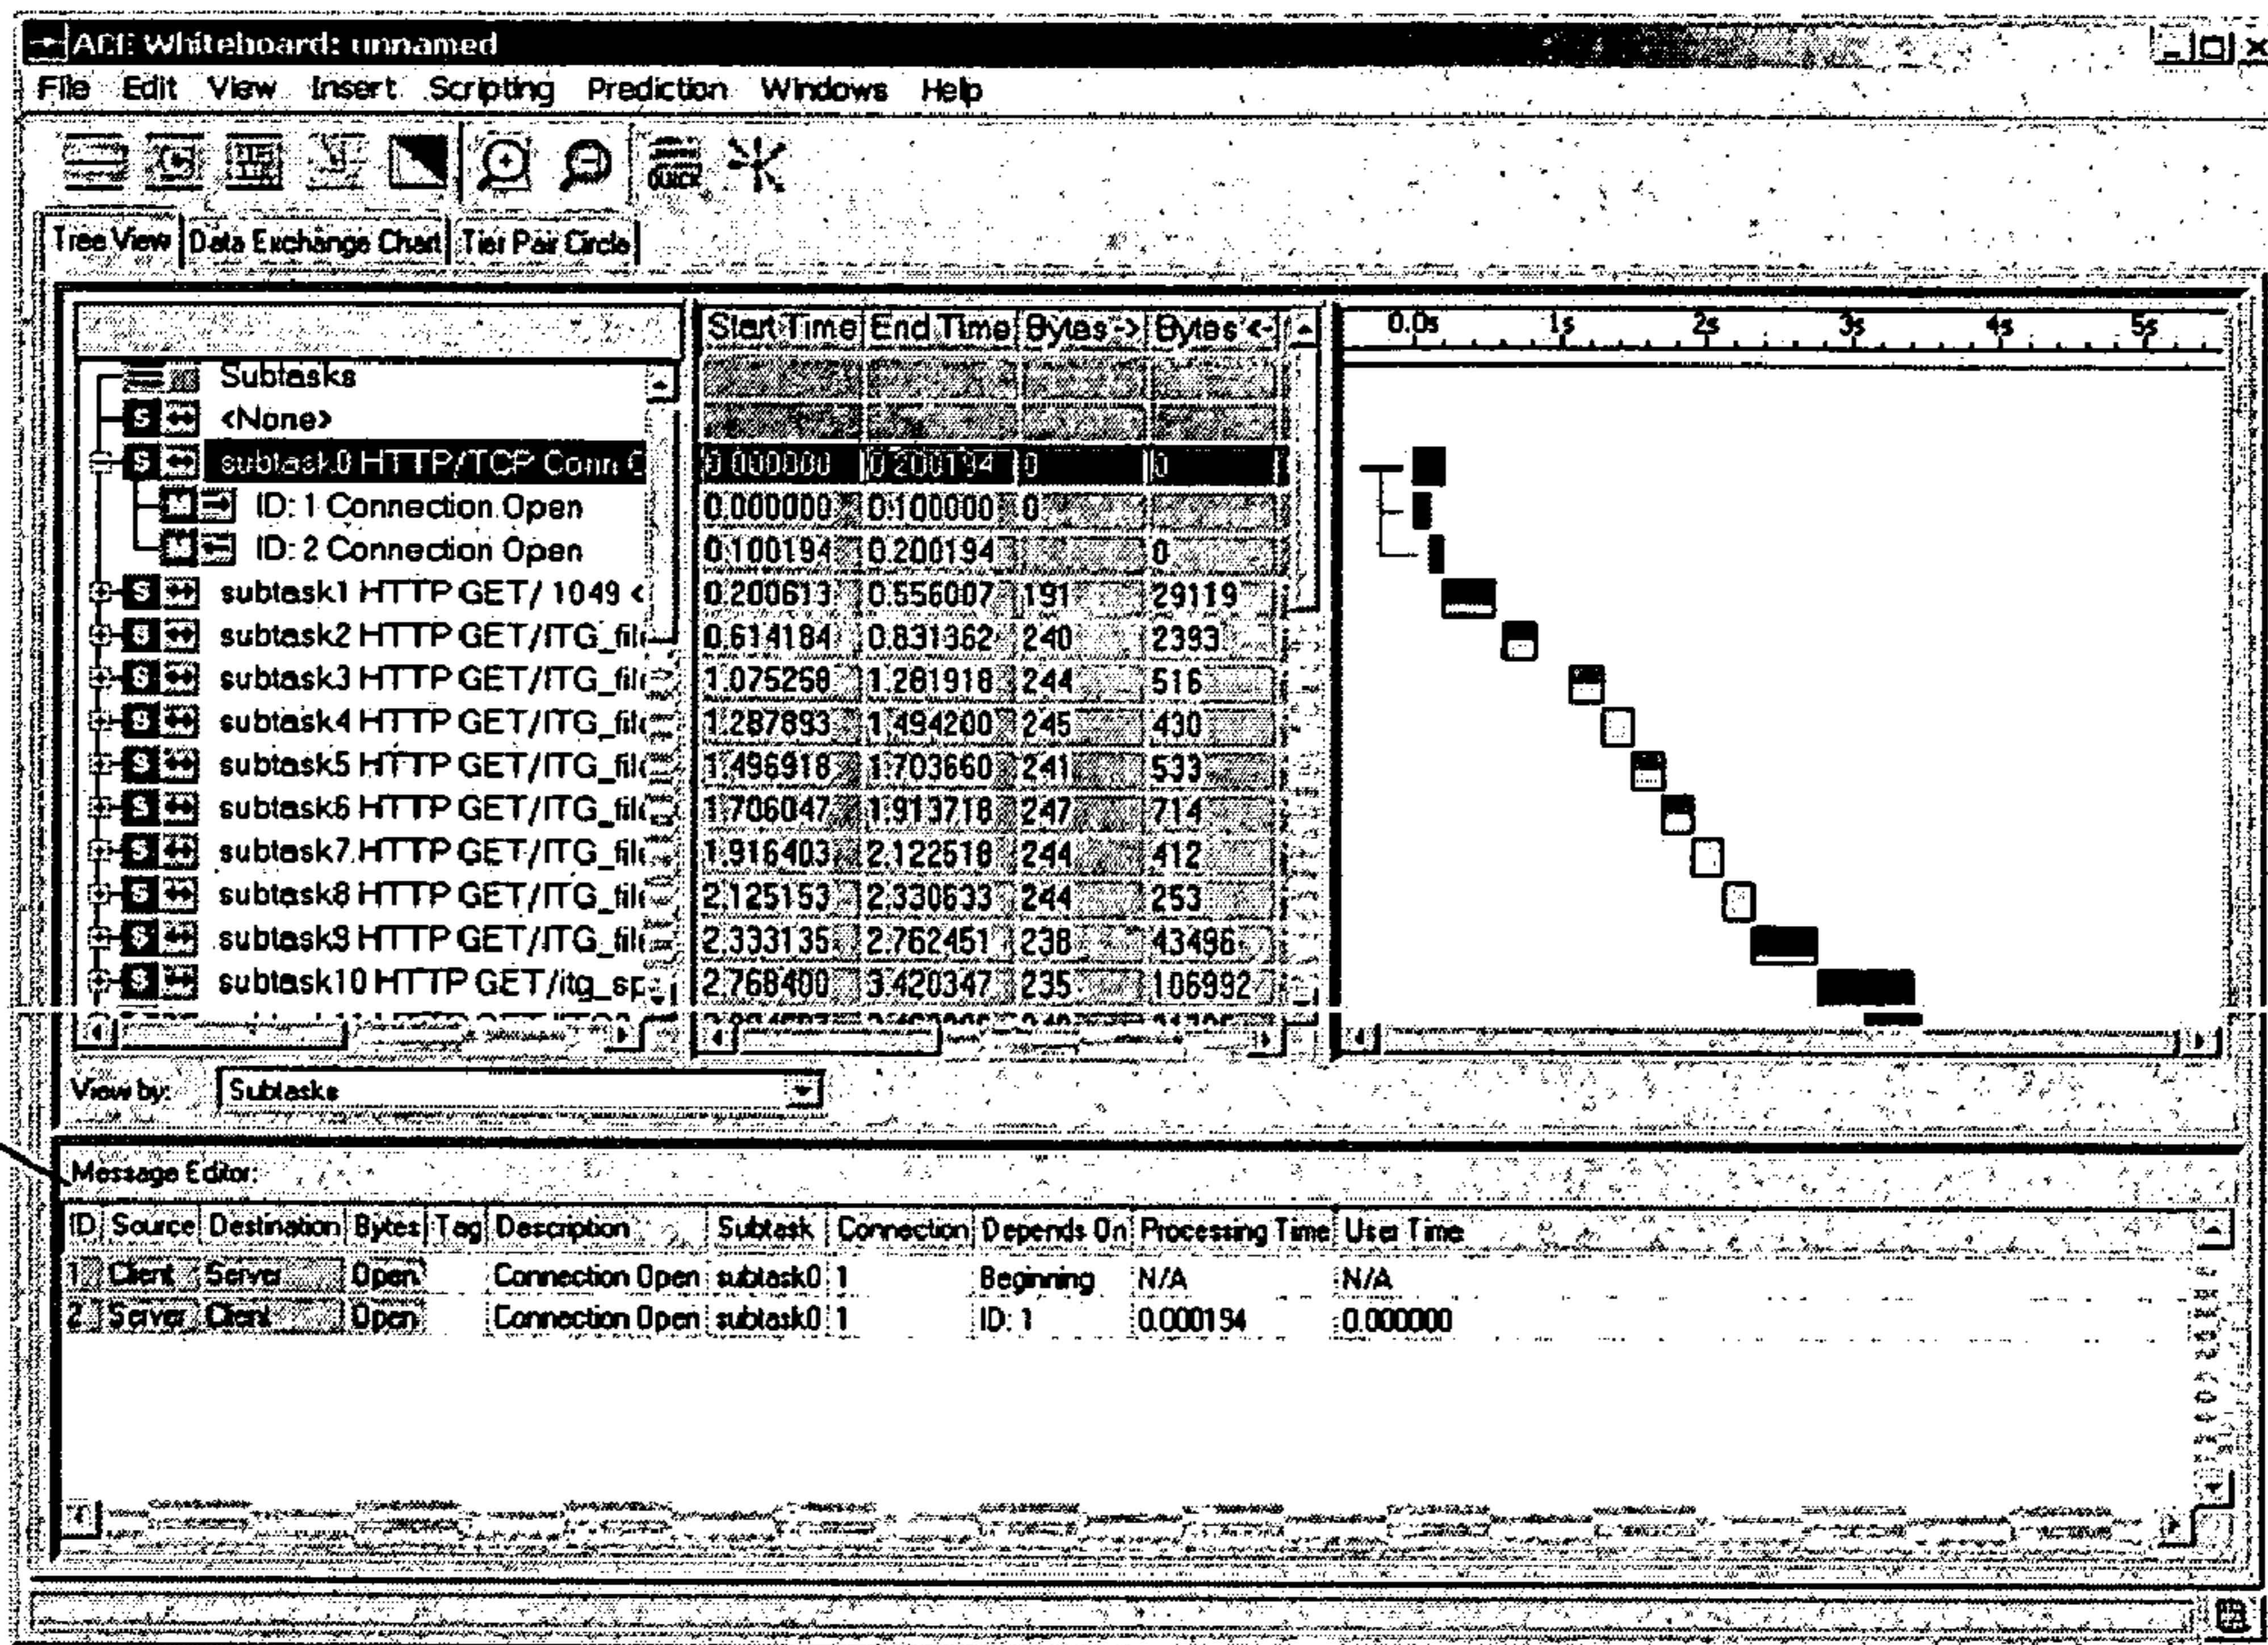 ACE Whiteboard: unnamed
File Edit View Insert Scripting Prediction Windows Help
QUICK
Tree View Data Exchange Chart Tier Pair Circle
Start Time End Time Bytes -> Bytes <- 0.0s 1s 2s 3s 4s 5s
Subtasks
S <None>
S subtask0 HTTP/TCP Conn 0.000000 0.200194 0 0
ID: 1 Connection Open 0.000000 0.100000 0
ID: 2 Connection Open 0.100194 0.200194 0
S subtask1 HTTP GET/ 1049 < 0.200613 0.556007 191 29119
S subtask2 HTTP GET/ITG_fil 0.614184 0.831362 240 2393
S subtask3 HTTP GET/ITG_fil 1.075268 1.281918 244 516
S subtask4 HTTP GET/ITG_fil 1.287893 1.494200 245 430
S subtask5 HTTP GET/ITG_fil 1.496918 1.703660 241 533
S subtask6 HTTP GET/ITG_fil 1.706047 1.913718 247 714
S subtask7 HTTP GET/ITG_fil 1.916403 2.122518 244 412
S subtask8 HTTP GET/ITG_fil 2.125153 2.330633 244 253
S subtask9 HTTP GET/ITG_fil 2.333135 2.762451 238 43496
S subtask10 HTTP GET/itg_sp 2.768400 3.420347 235 106992
View by: Subtasks
Message Editor:
ID Source Destination Bytes Tag Description Subtask Connection Depends On Processing Time User Time
1 Client Server Open Connection Open subtask0 1 Beginning N/A N/A
2 Server Client Open Connection Open subtask0 1 ID: 1 0.000194 0.000000